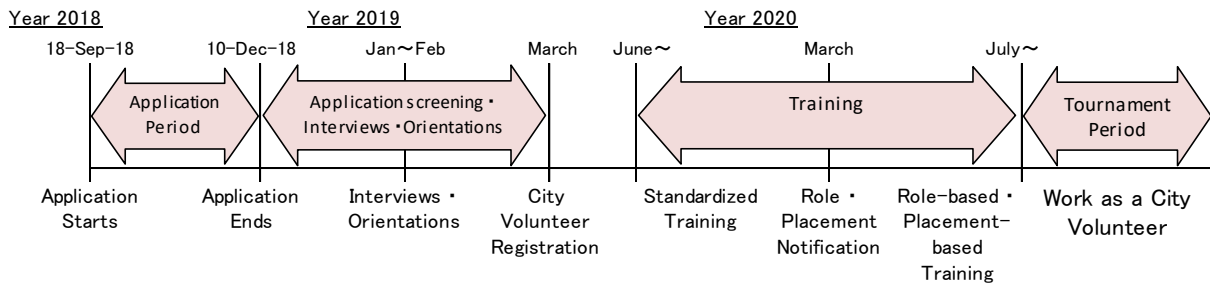 Year 2018
Year 2019
Year 2020
18-Sep-18
10-Dec-18
Jan～Feb
March
June～
March
July～
Application
Period
Application screening・
Interviews・Orientations
Training
Tournament
Period
Application
Starts
Application
Ends
Interviews・
Orientations
City
Volunteer
Registration
Standardized
Training
Role・
Placement
Notification
Role-based・
Placement-
based
Training
Work as a City
Volunteer